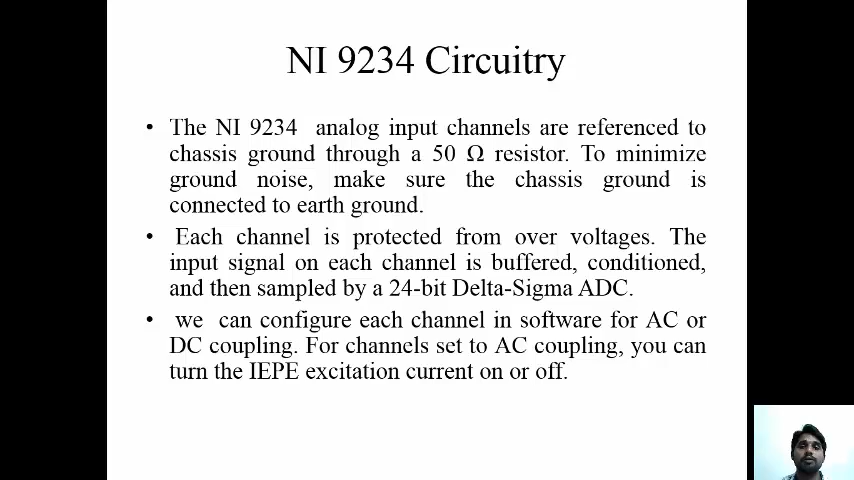 NI 9234 Circuitry
• The NI 9234 analog input channels are referenced to
chassis ground through a 50 Ω resistor. To minimize
ground noise, make sure the chassis ground is
connected to earth ground.
• Each channel is protected from over voltages. The
input signal on each channel is buffered, conditioned,
and then sampled by a 24-bit Delta-Sigma ADC.
• we can configure each channel in software for AC or
DC coupling. For channels set to AC coupling, you can
turn the IEPE excitation current on or off.